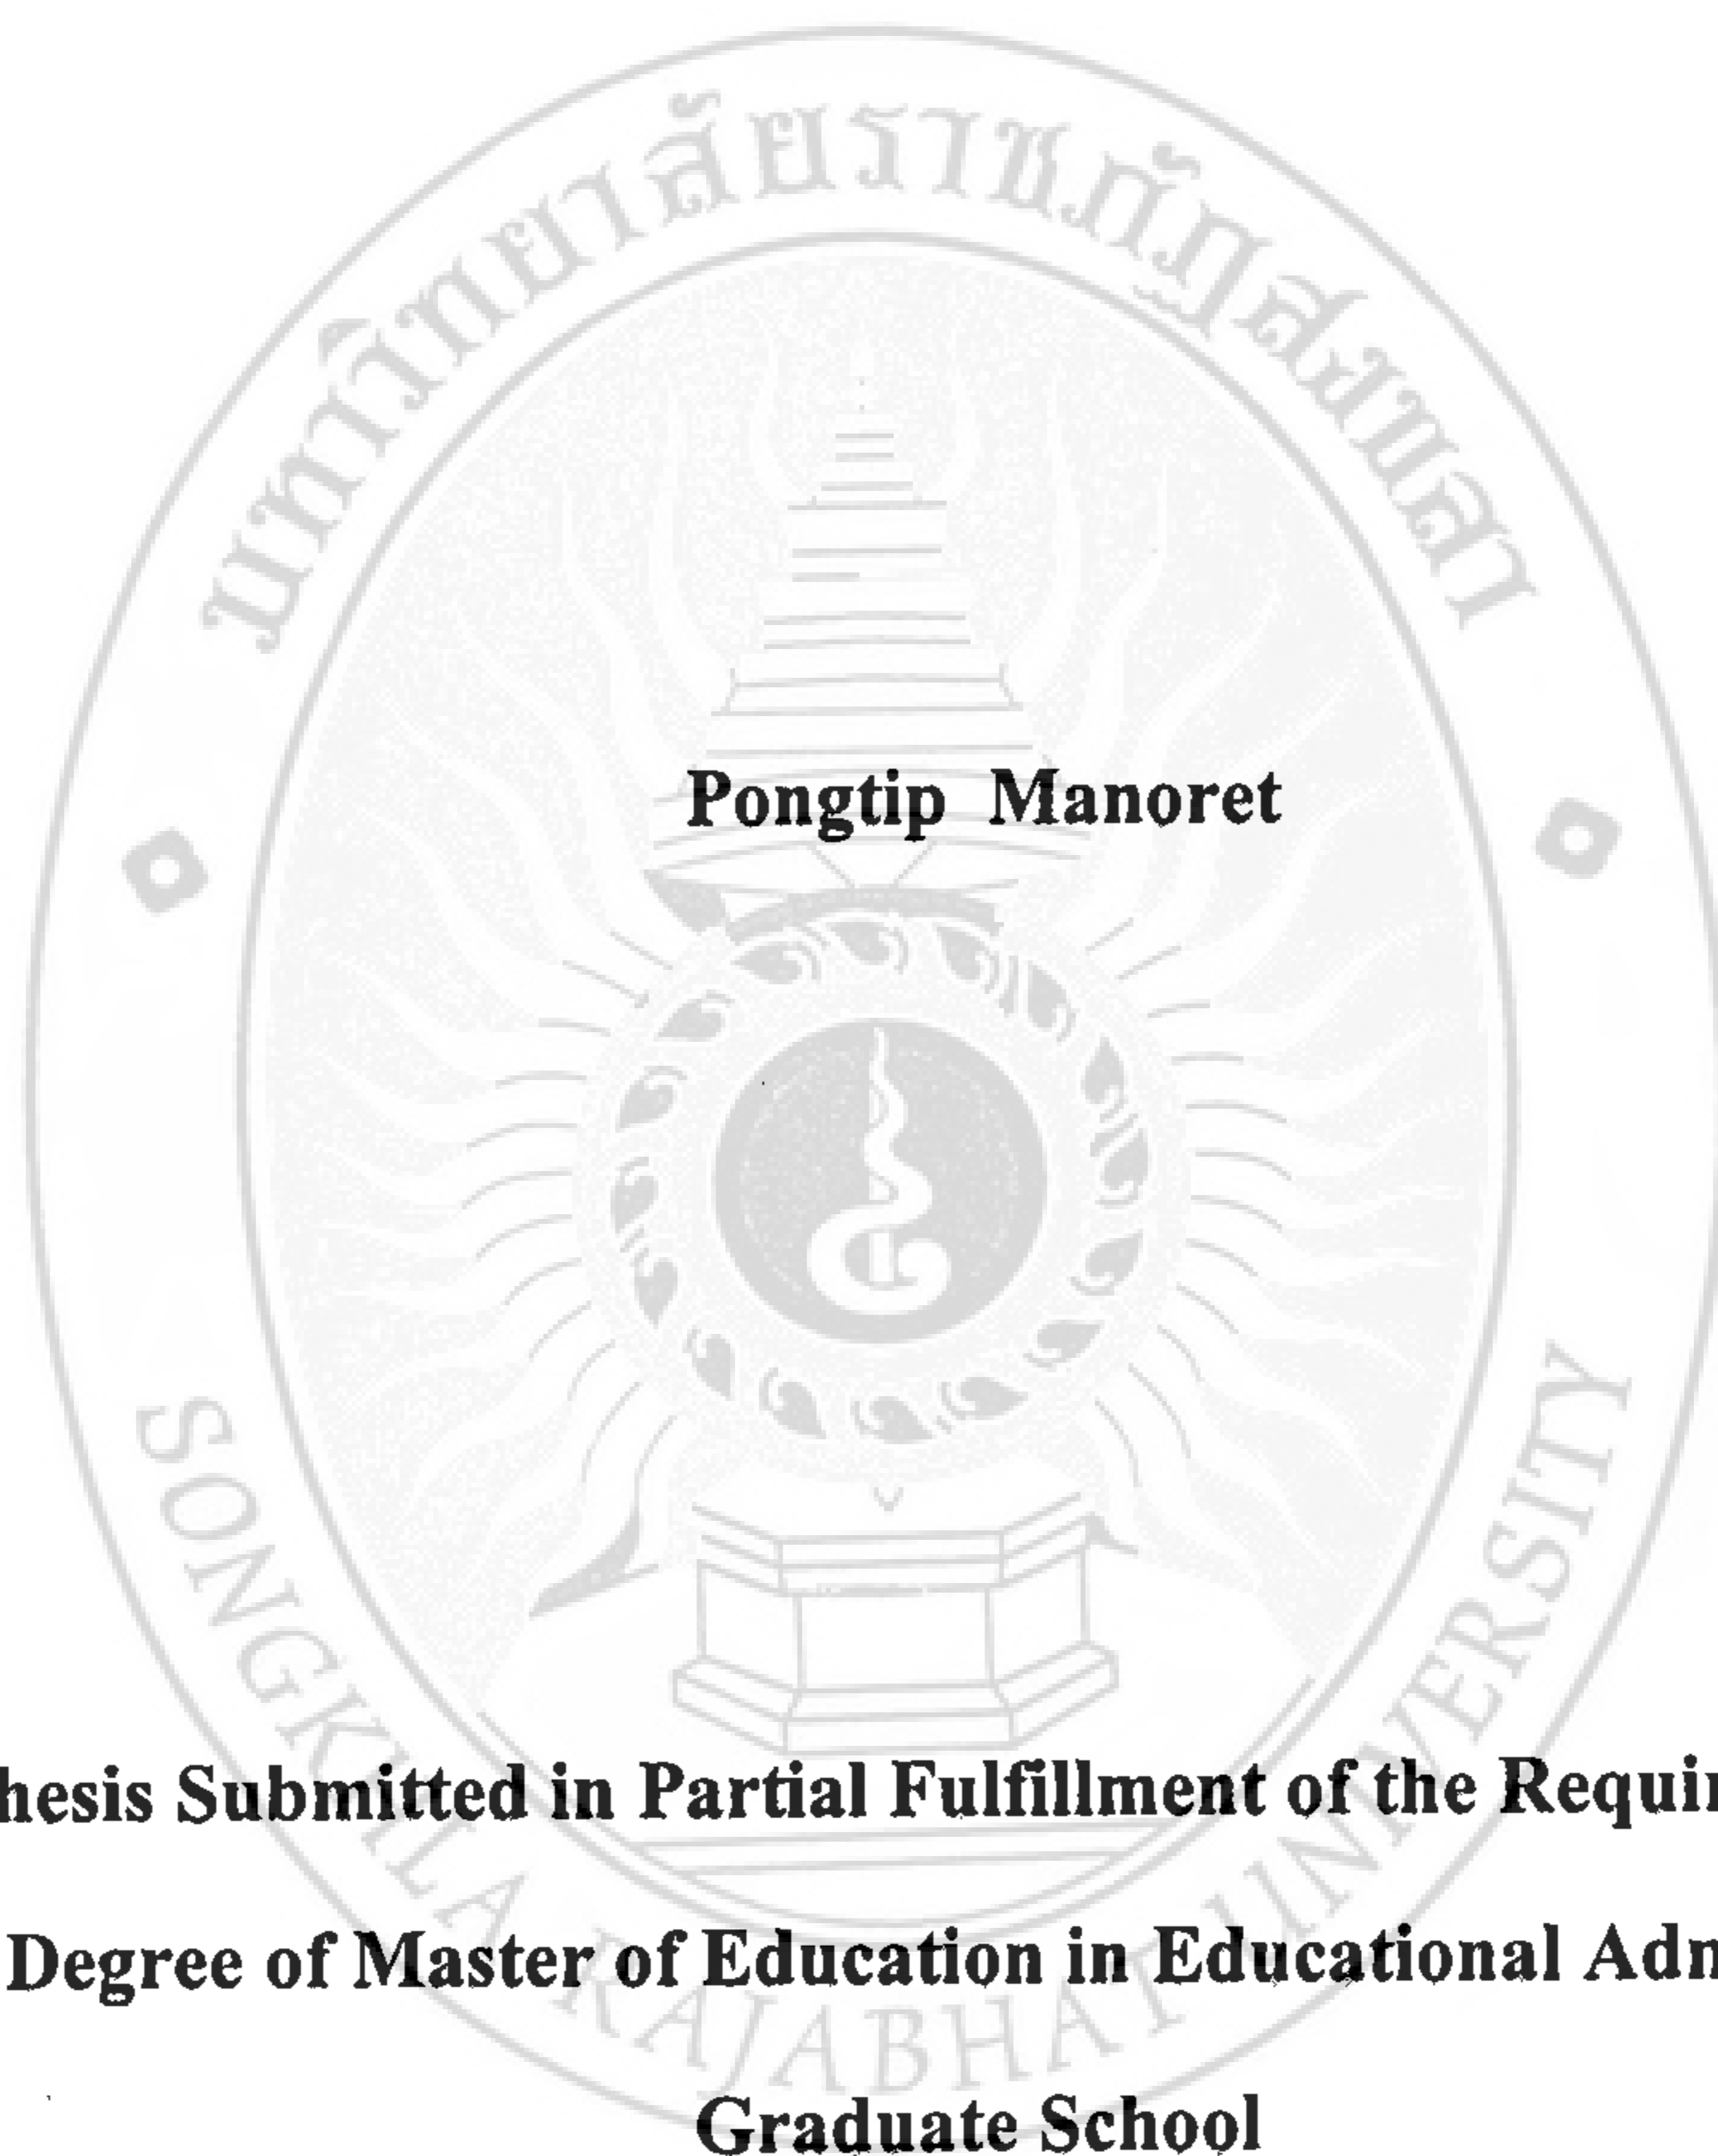 มหาวิทยาลัยราชภัฏสงขลา
Pongtip Manoret
hesis Submitted in Partial Fulfillment of the Requir
Degree of Master of Education in Educational Adm
Graduate School
SONGKHLA RAJABHAT UNIVERSITY